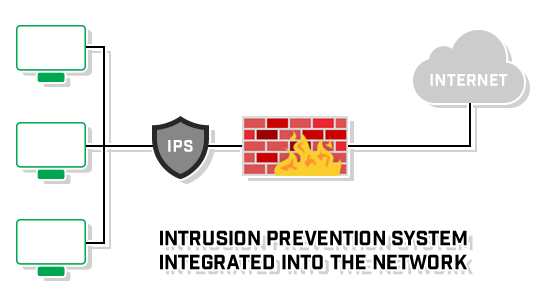 INTERNET
IPS
INTRUSION PREVENTION SYSTEM
INTEGRATED INTO THE NETWORK